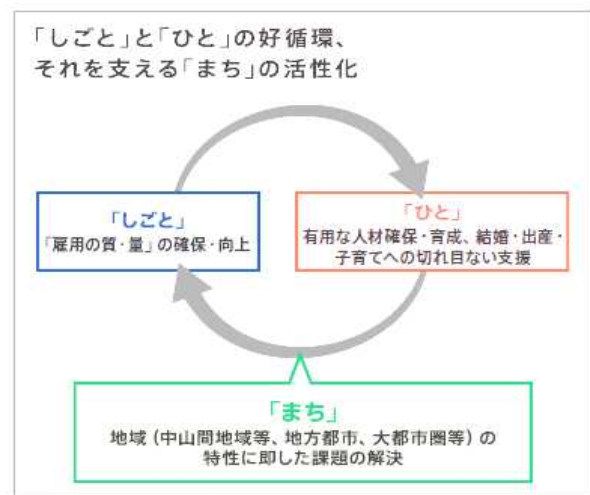 「しごと」と「ひと」の好循環、
それを支える「まち」の活性化
「しごと」
「雇用の質・量」の確保・向上
「ひと」
有用な人材確保・育成、結婚・出産・
子育てへの切れ目ない支援
「まち」
地域（中山間地域等、地方都市、大都市圏等）の
特性に即した課題の解決